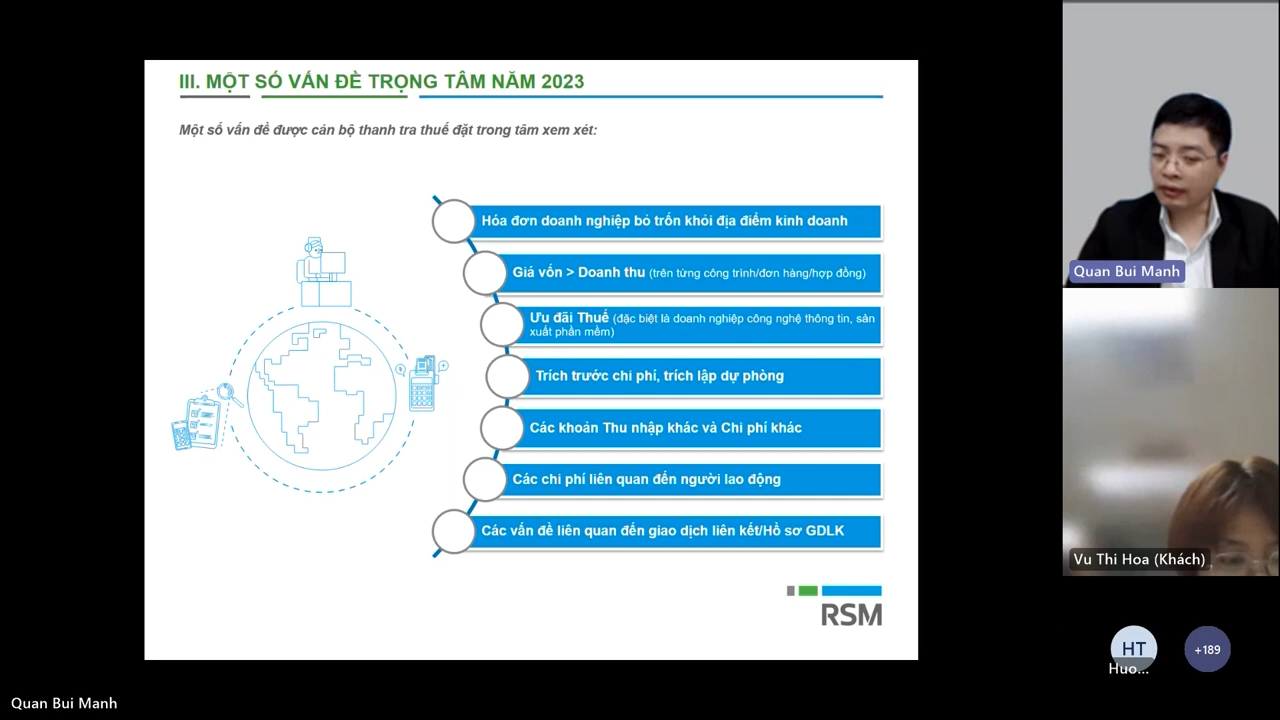 III. MỘT SỐ VẤN ĐỀ TRỌNG TÂM NĂM 2023
Một số vấn đề được cán bộ thanh tra thuế đặt trong tâm xem xét:
Hóa đơn doanh nghiệp bỏ trốn khỏi địa điểm kinh doanh
Giá vốn > Doanh thu (trên từng công trình/đơn hàng/hợp đồng)
Ưu đãi Thuế (đặc biệt là doanh nghiệp công nghệ thông tin, sản
xuất phần mềm)
Trích trước chi phí, trích lập dự phòng
Các khoản Thu nhập khác và Chi phí khác
Các chi phí liên quan đến người lao động
Các vấn đề liên quan đến giao dịch liên kết/Hồ sơ GDLK
RSM
Quan Bui Manh
Vu Thi Hoa (Khách)
HT
Huo...
+189
Quan Bui Manh